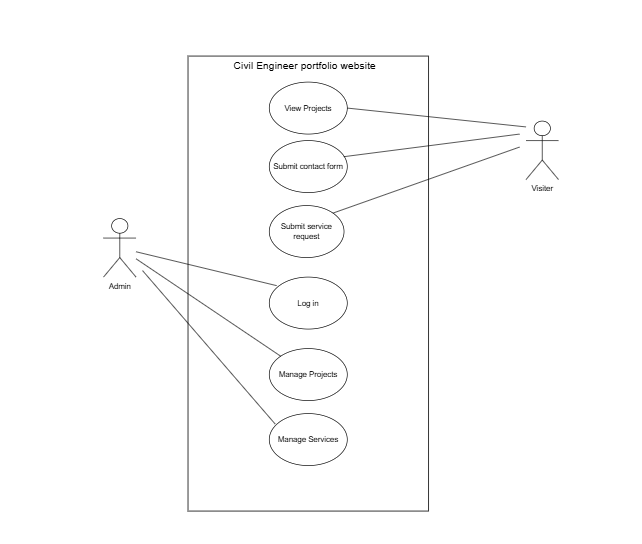 Civil Engineer portfolio website
View Projects
Submit contact form
Visiter
Submit service
request
Admin
Log in
Manage Projects
Manage Services